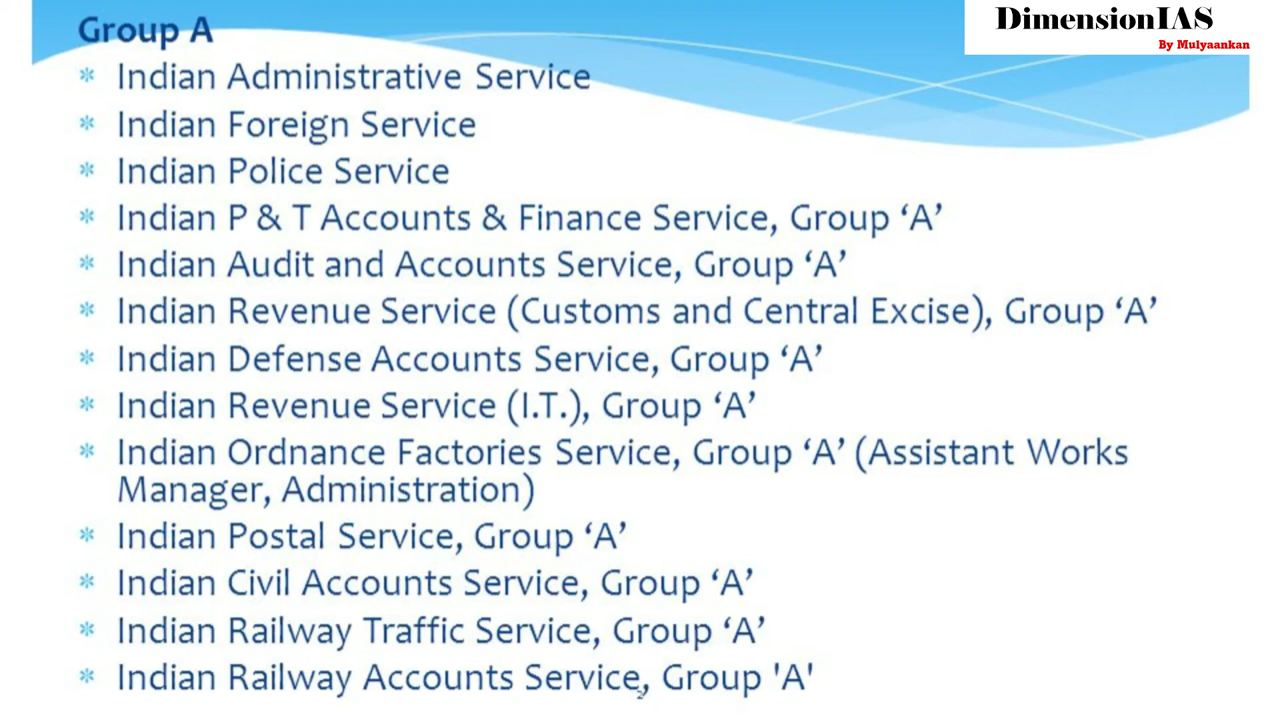 DimensionIAS
By Mulyaankan
Group A
* Indian Administrative Service
* Indian Foreign Service
* Indian Police Service
* Indian P & T Accounts & Finance Service, Group ‘A’
* Indian Audit and Accounts Service, Group ‘A’
* Indian Revenue Service (Customs and Central Excise), Group ‘A’
* Indian Defense Accounts Service, Group ‘A’
* Indian Revenue Service (I.T.), Group ‘A’
* Indian Ordnance Factories Service, Group ‘A’ (Assistant Works
Manager, Administration)
* Indian Postal Service, Group ‘A’
* Indian Civil Accounts Service, Group ‘A’
* Indian Railway Traffic Service, Group ‘A’
* Indian Railway Accounts Service, Group 'A'
2